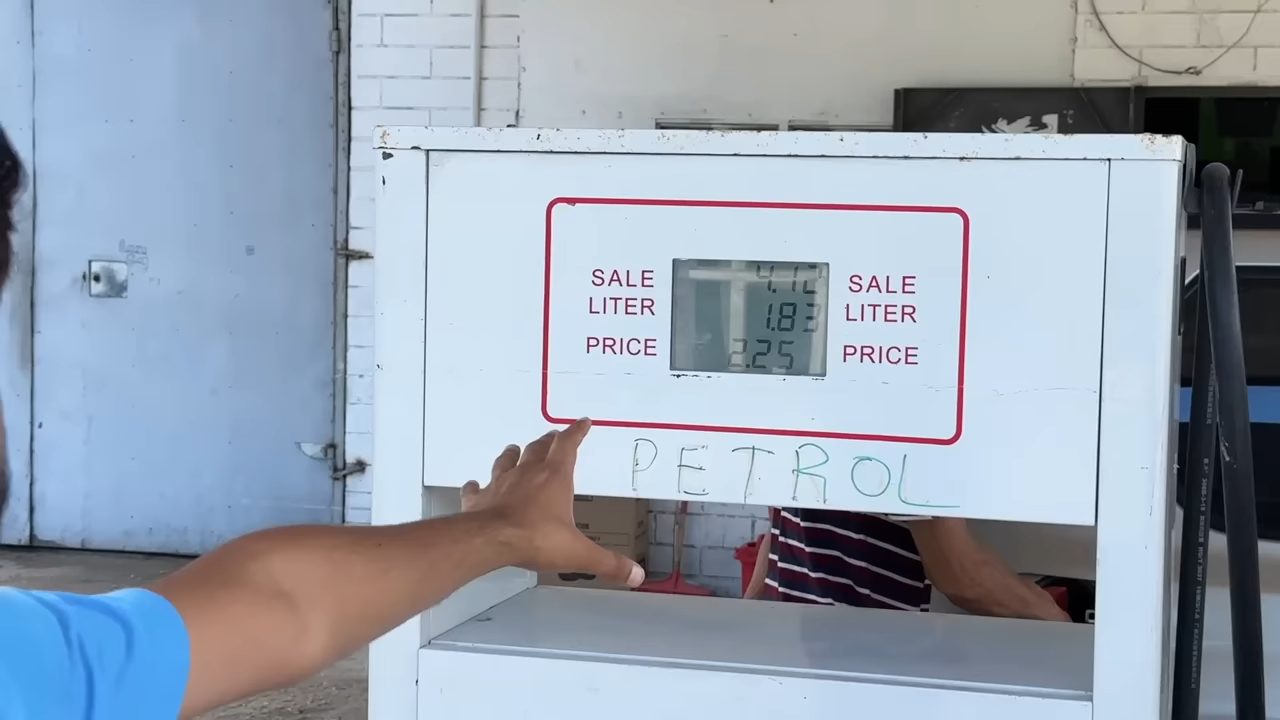 SALE 4.12 SALE
LITER 1.83 LITER
PRICE 2.25 PRICE
PETROL